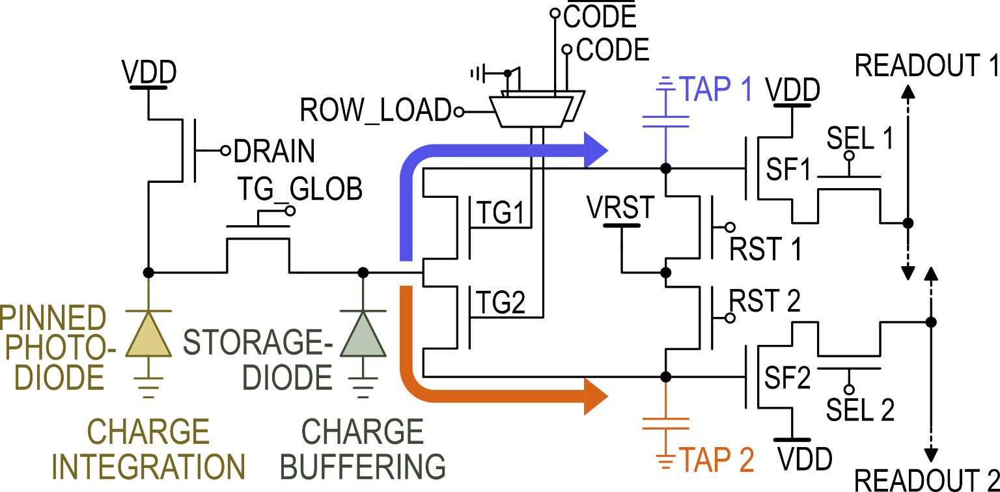 C̅O̅D̅E̅
CODE
VDD
READOUT 1
TAP 1
VDD
ROW_LOAD
SEL 1
DRAIN
SF1
TG_GLOB
TG1
VRST
RST 1
TG2
RST 2
PINNED
PHOTO-
DIODE
STORAGE-
DIODE
SF2
SEL 2
CHARGE
INTEGRATION
CHARGE
BUFFERING
TAP 2
VDD
READOUT 2